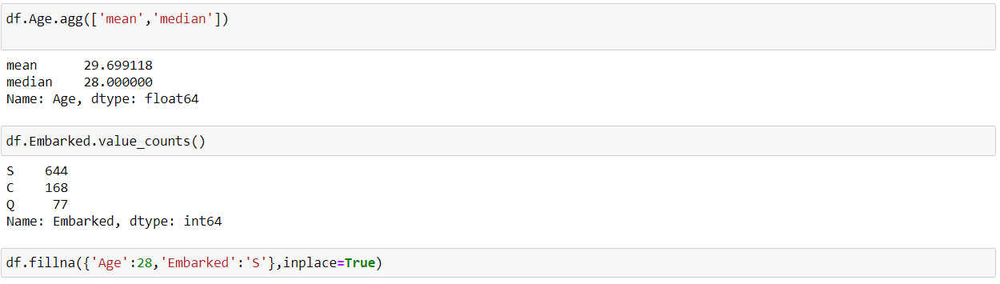 df.Age.agg(['mean','median'])
mean      29.699118
median    28.000000
Name: Age, dtype: float64
df.Embarked.value_counts()
S    644
C    168
Q     77
Name: Embarked, dtype: int64
df.fillna({'Age':28,'Embarked':'S'},inplace=True)